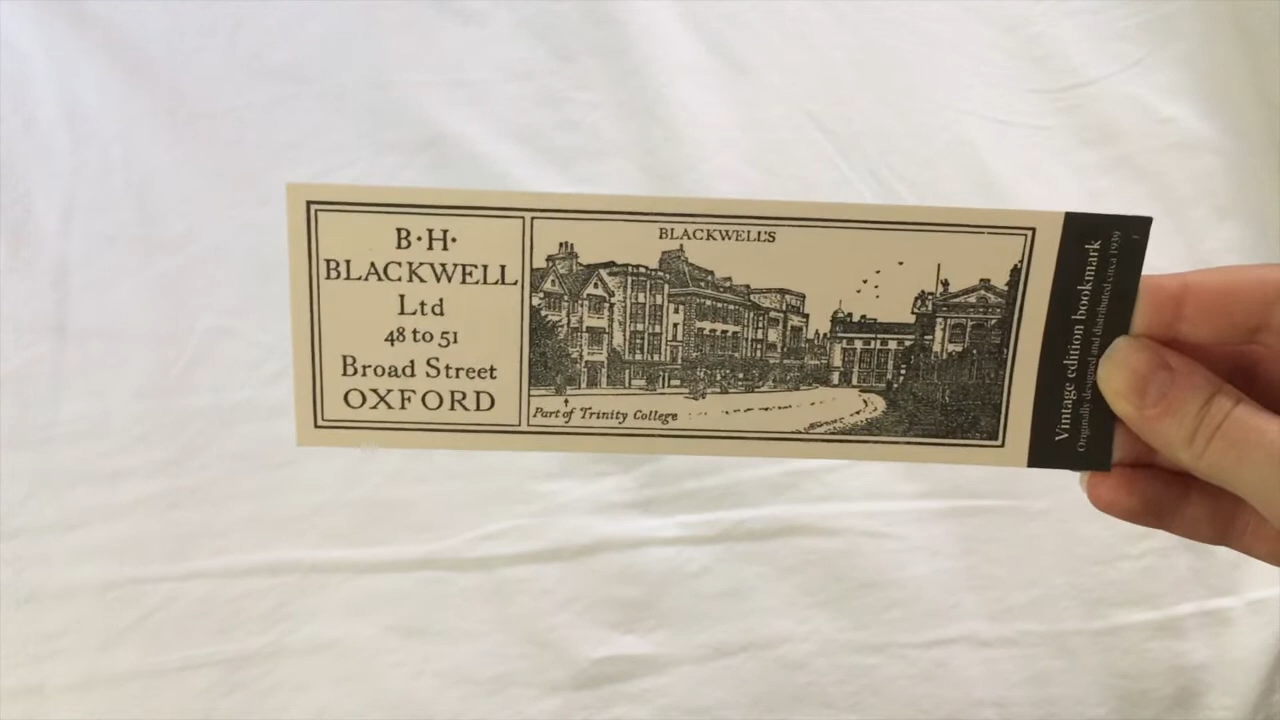 B·H·
BLACKWELL
Ltd
48 to 51
Broad Street
OXFORD
BLACKWELL'S
Part of Trinity College
Vintage edition bookmark
Originally designed and distributed circa 1939